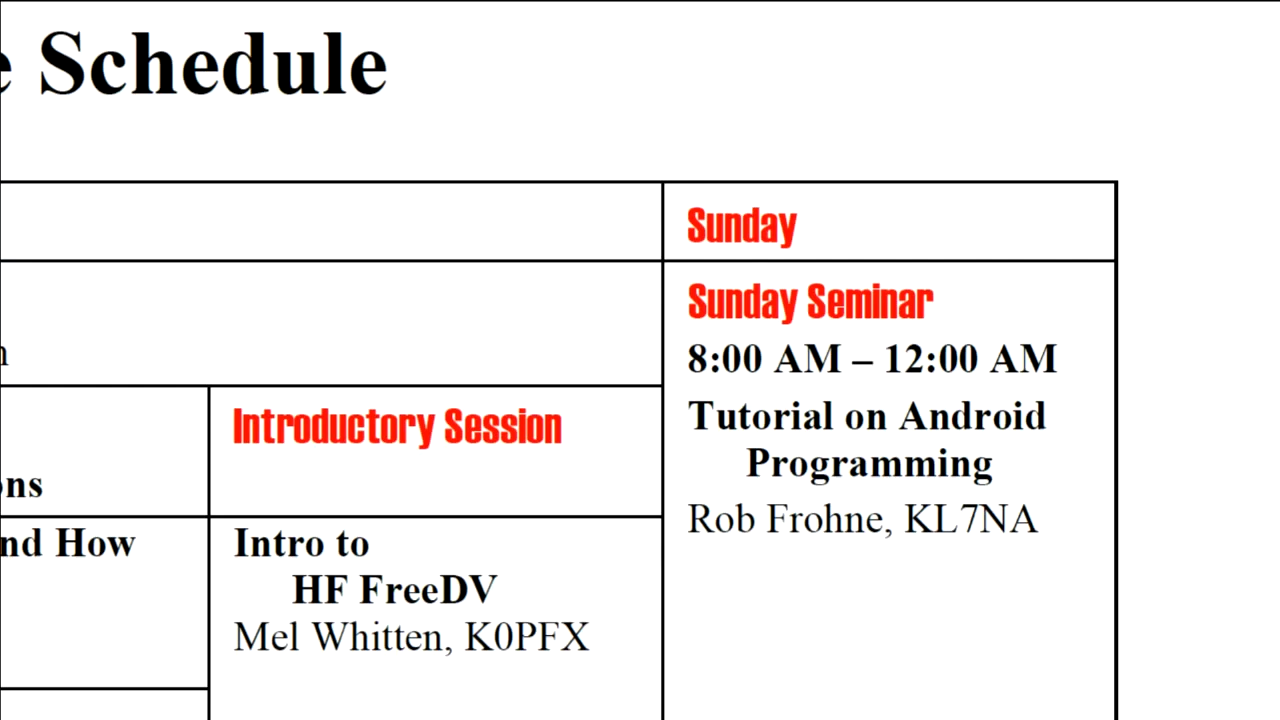 Schedule
Sunday
Sunday Seminar
8:00 AM – 12:00 AM
Tutorial on Android
Programming
Rob Frohne, KL7NA
Introductory Session
nd How
Intro to
HF FreeDV
Mel Whitten, K0PFX